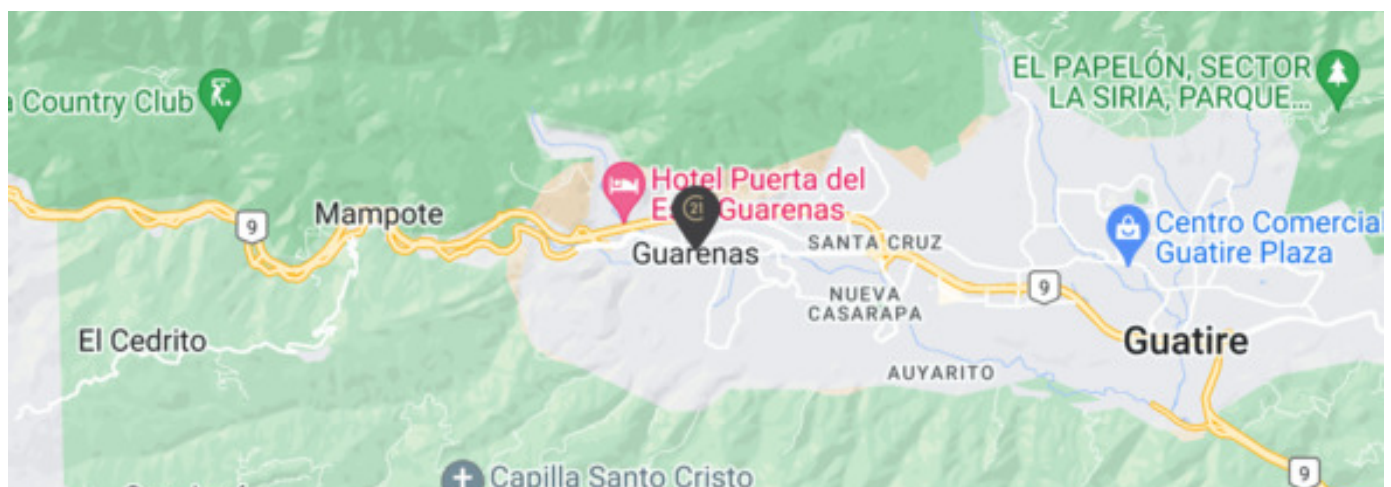 EL PAPELÓN, SECTOR
LA SIRIA, PARQUE...
Country Club
Hotel Puerta del
Guarenas
21
9
Mampote
Centro Comercial
Guatire Plaza
SANTA CRUZ
Guarenas
9
NUEVA
CASARAPA
El Cedrito
Guatire
AUYARITO
9
Capilla Santo Cristo